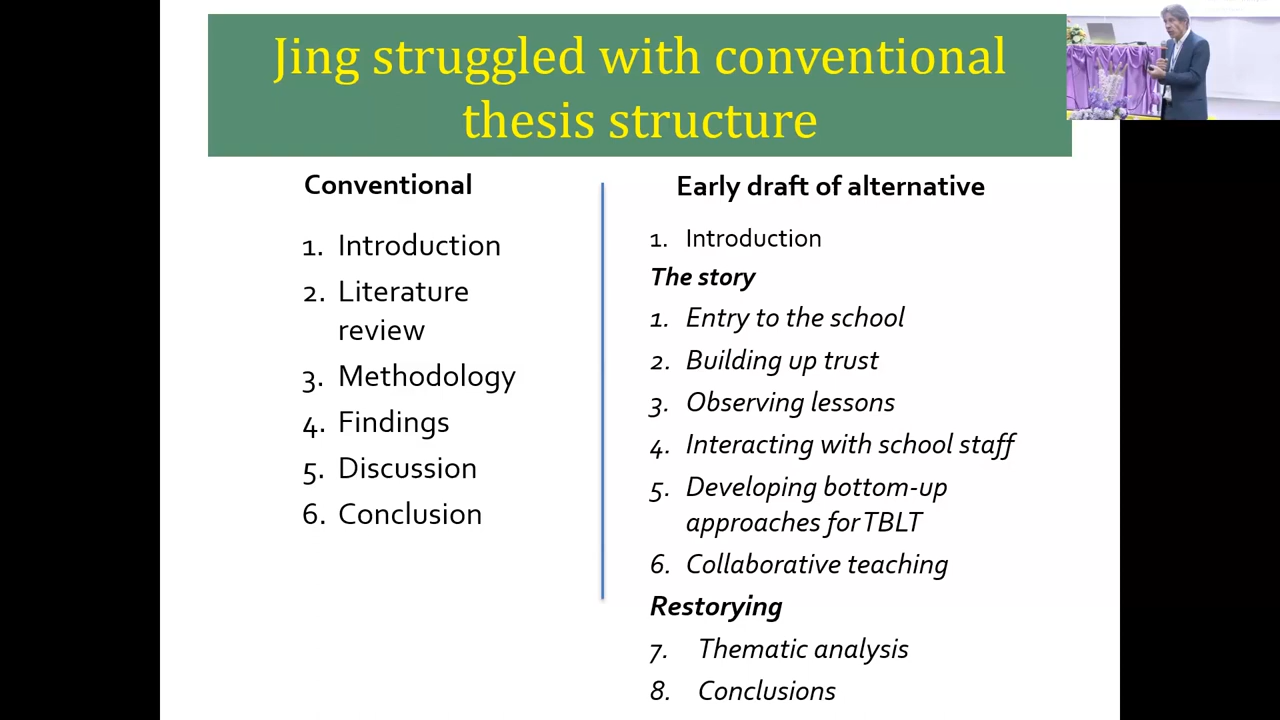 Jing struggled with conventional
thesis structure
Conventional
1. Introduction
2. Literature
review
3. Methodology
4. Findings
5. Discussion
6. Conclusion
Early draft of alternative
1. Introduction
The story
1. Entry to the school
2. Building up trust
3. Observing lessons
4. Interacting with school staff
5. Developing bottom-up
approaches for TBLT
6. Collaborative teaching
Restorying
7. Thematic analysis
8. Conclusions